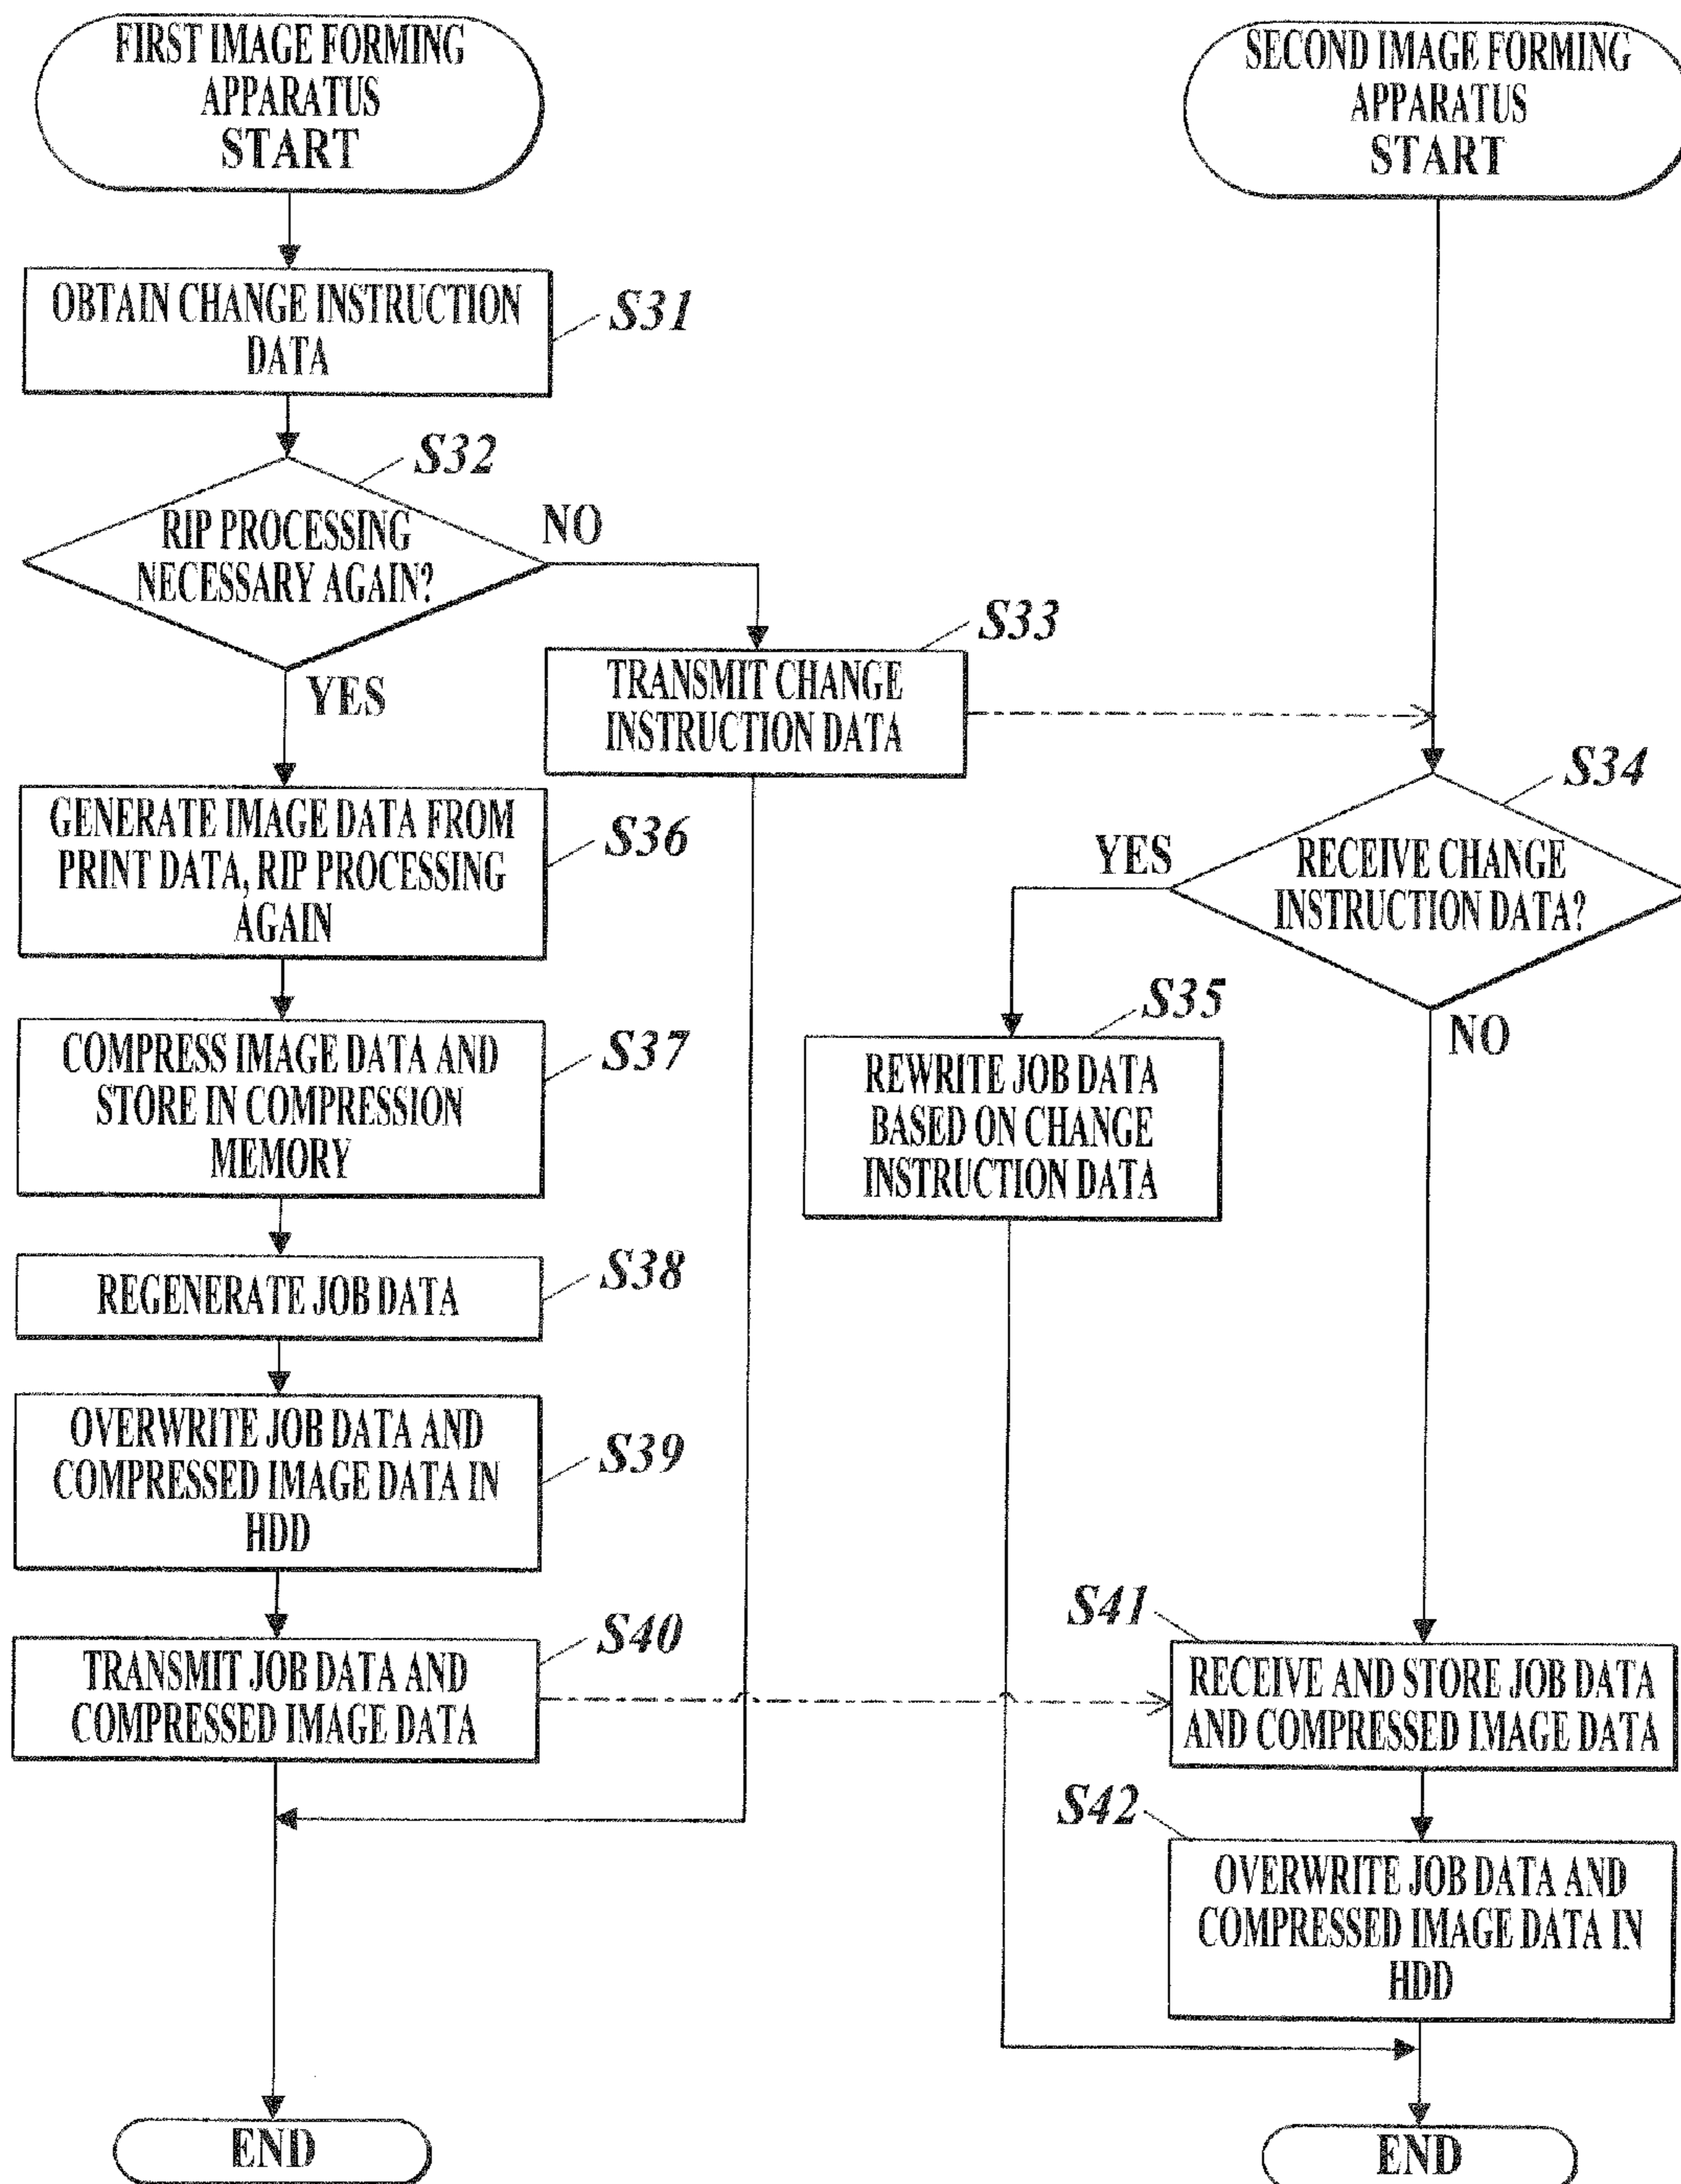 FIRST IMAGE FORMING
APPARATUS
START
OBTAIN CHANGE INSTRUCTION
DATA
S31
S32
RIP PROCESSING
NECESSARY AGAIN?
NO
YES
S33
TRANSMIT CHANGE
INSTRUCTION DATA
GENERATE IMAGE DATA FROM
PRINT DATA, RIP PROCESSING
AGAIN
S36
COMPRESS IMAGE DATA AND
STORE IN COMPRESSION
MEMORY
S37
REGENERATE JOB DATA
S38
OVERWRITE JOB DATA AND
COMPRESSED IMAGE DATA IN
HDD
S39
TRANSMIT JOB DATA AND
COMPRESSED IMAGE DATA
S40
END
SECOND IMAGE FORMING
APPARATUS
START
S34
RECEIVE CHANGE
INSTRUCTION DATA?
YES
NO
S35
REWRITE JOB DATA
BASED ON CHANGE
INSTRUCTION DATA
S41
RECEIVE AND STORE JOB DATA
AND COMPRESSED IMAGE DATA
S42
OVERWRITE JOB DATA AND
COMPRESSED IMAGE DATA IN
HDD
END